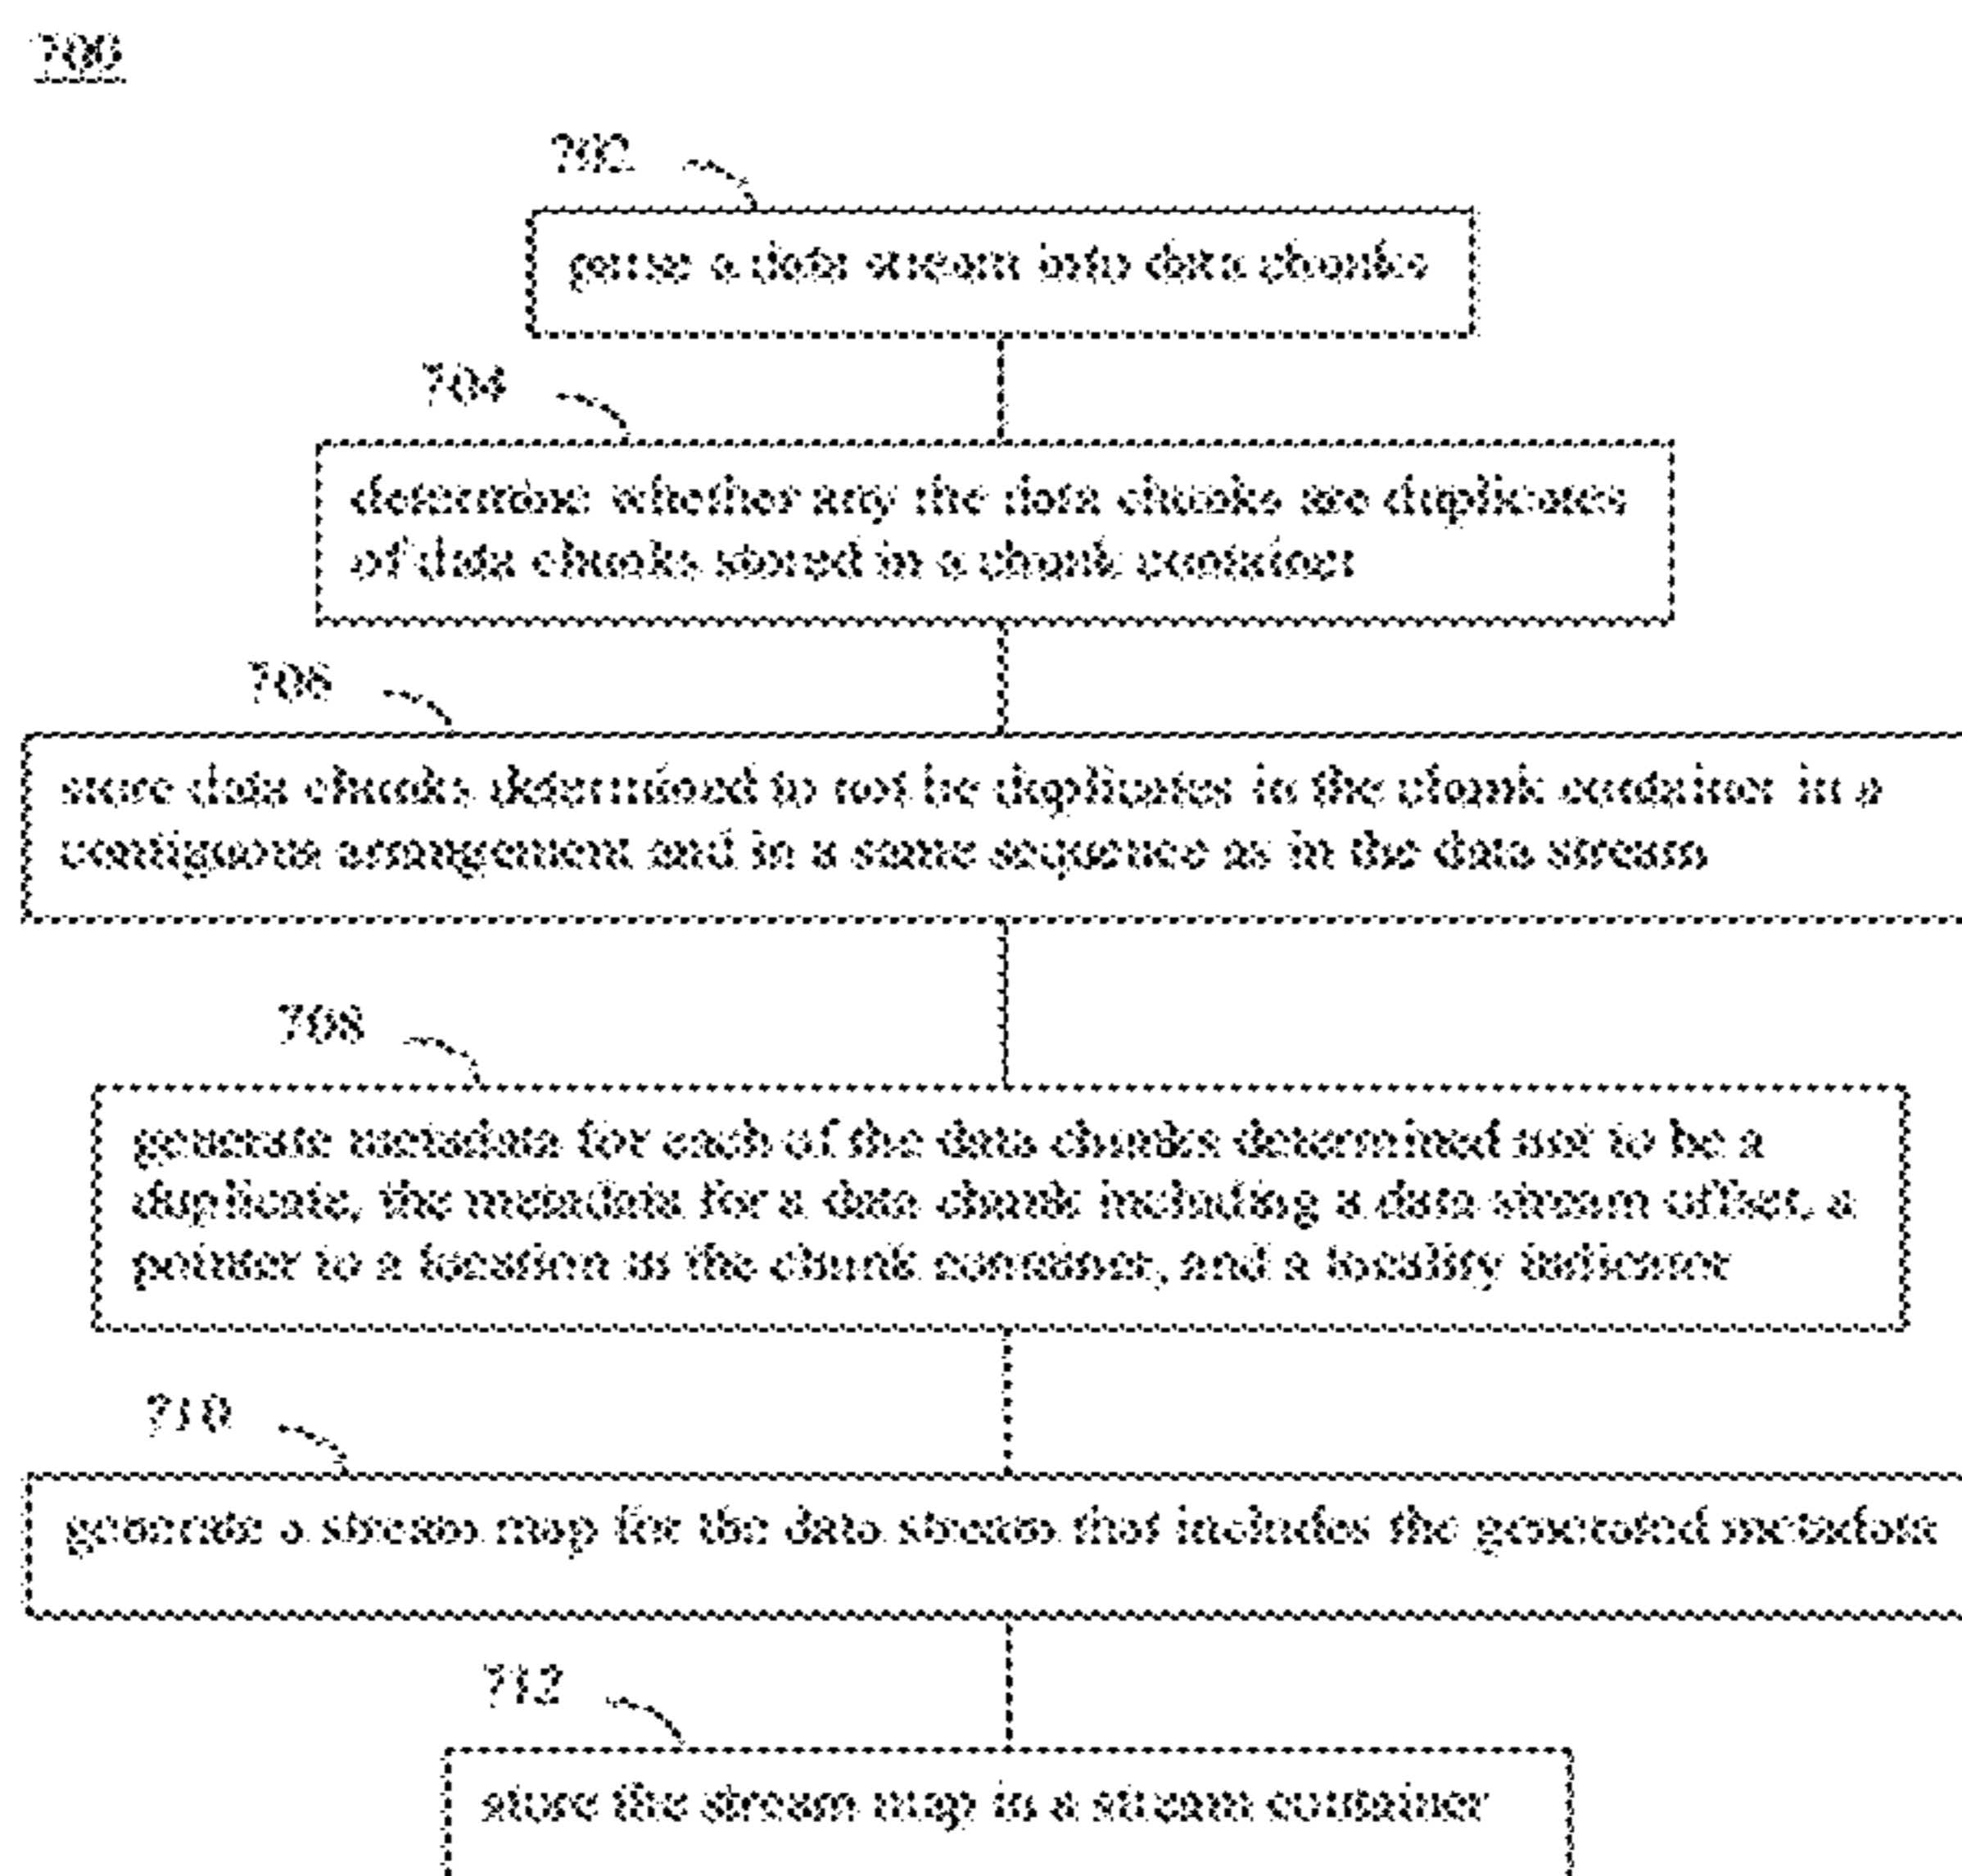 700
702
parse a data stream into data chunks
704
determine whether any the data chunks are duplicates
of data chunks stored in a chunk container
706
store data chunks determined to not be duplicates in the chunk container in a
contiguous arrangement and in a same sequence as in the data stream
708
generate metadata for each of the data chunks determined not to be a
duplicate, the metadata for a data chunk including a data stream offset, a
pointer to a location in the chunk container, and a locality indicator
710
generate a stream map for the data stream that includes the generated metadata
712
store the stream map in a stream container